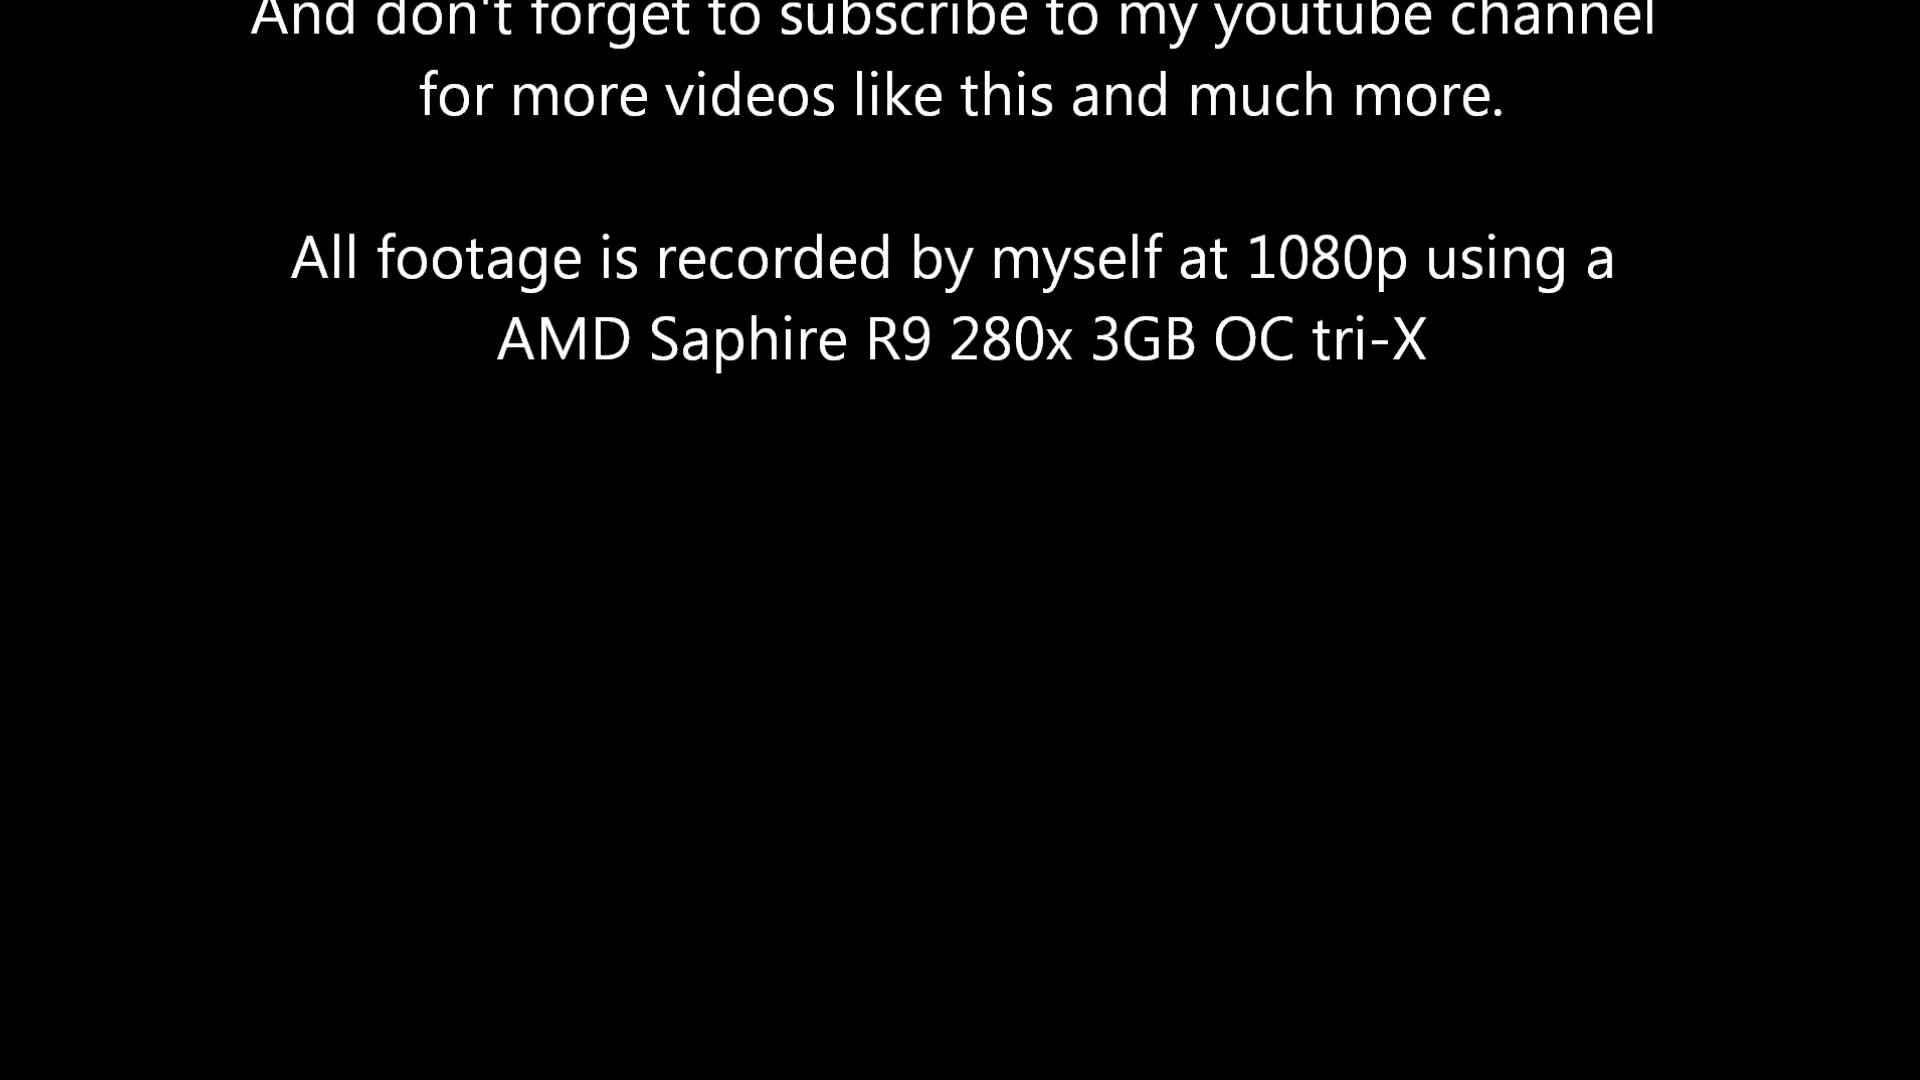 And don't forget to subscribe to my youtube channel
for more videos like this and much more.
All footage is recorded by myself at 1080p using a
AMD Saphire R9 280x 3GB OC tri-X